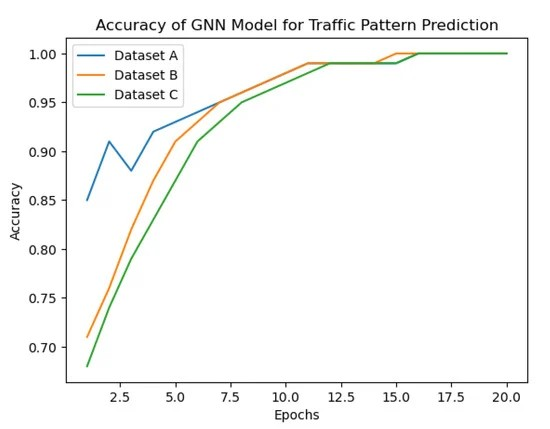 Accuracy of GNN Model for Traffic Pattern Prediction
Dataset A
Dataset B
Dataset C
Accuracy
1.00
0.95
0.90
0.85
0.80
0.75
0.70
2.5 5.0 7.5 10.0 12.5 15.0 17.5 20.0
Epochs